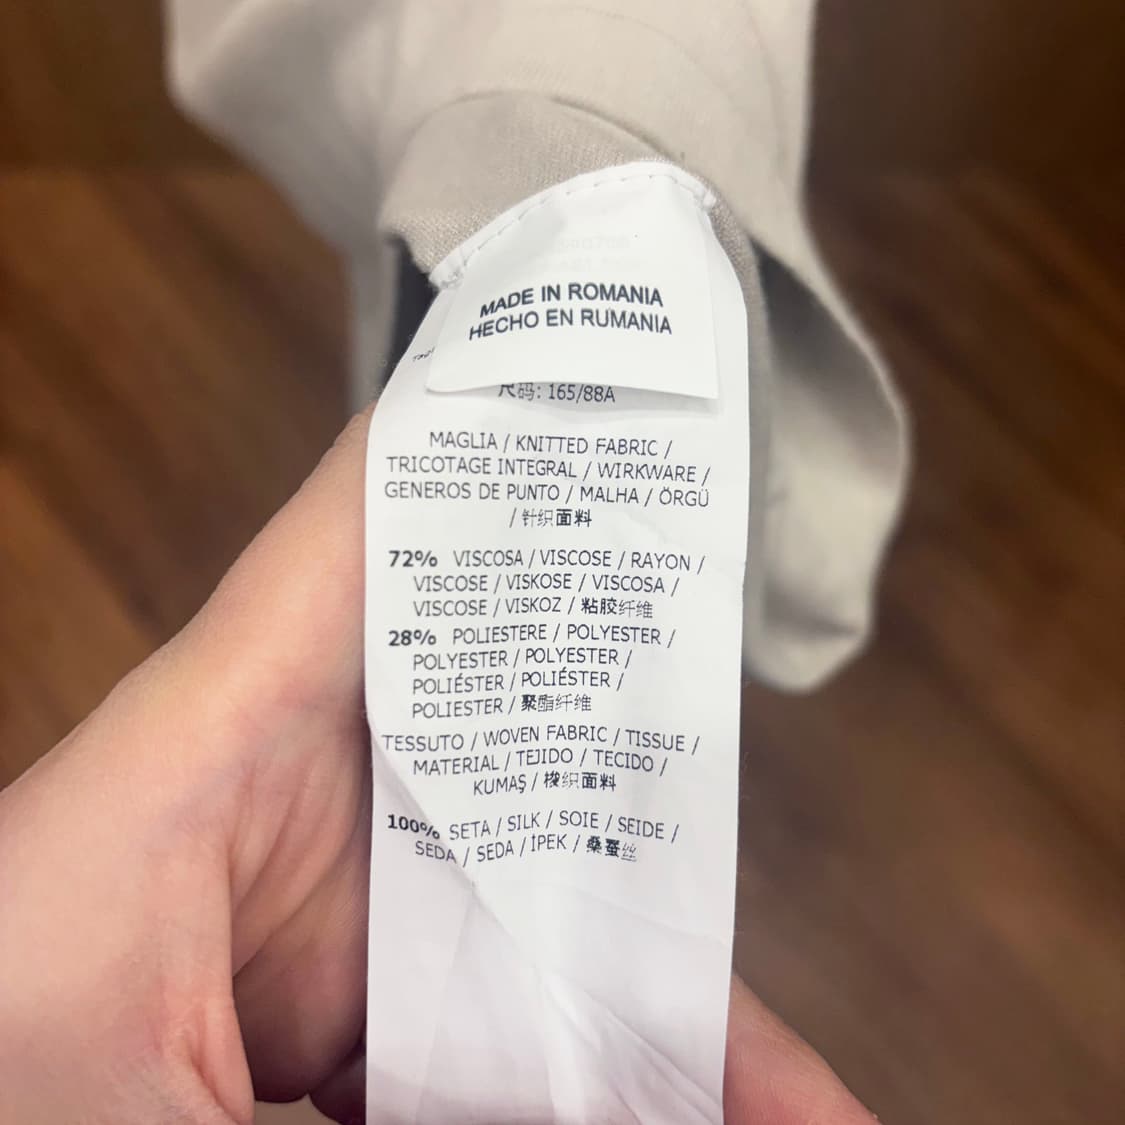 MADE IN ROMANIA
HECHO EN RUMANIA
尺码: 165/88A
MAGLIA / KNITTED FABRIC /
TRICOTAGE INTEGRAL / WIRKWARE /
GENEROS DE PUNTO / MALHA / ÖRGÜ
/ 针织面料
72% VISCOSA / VISCOSE / RAYON /
VISCOSE / VISKOSE / VISCOSA /
VISCOSE / VISKOZ / 粘胶纤维
28% POLIESTERE / POLYESTER /
POLYESTER / POLYESTER /
POLIÉSTER / POLIÉSTER /
POLIESTER / 聚酯纤维
TESSUTO / WOVEN FABRIC / TISSUE /
MATERIAL / TEJIDO / TECIDO /
KUMAŞ / 梭织面料
100% SETA / SILK / SOIE / SEIDE /
SEDA / SEDA / İPEK / 桑蚕丝